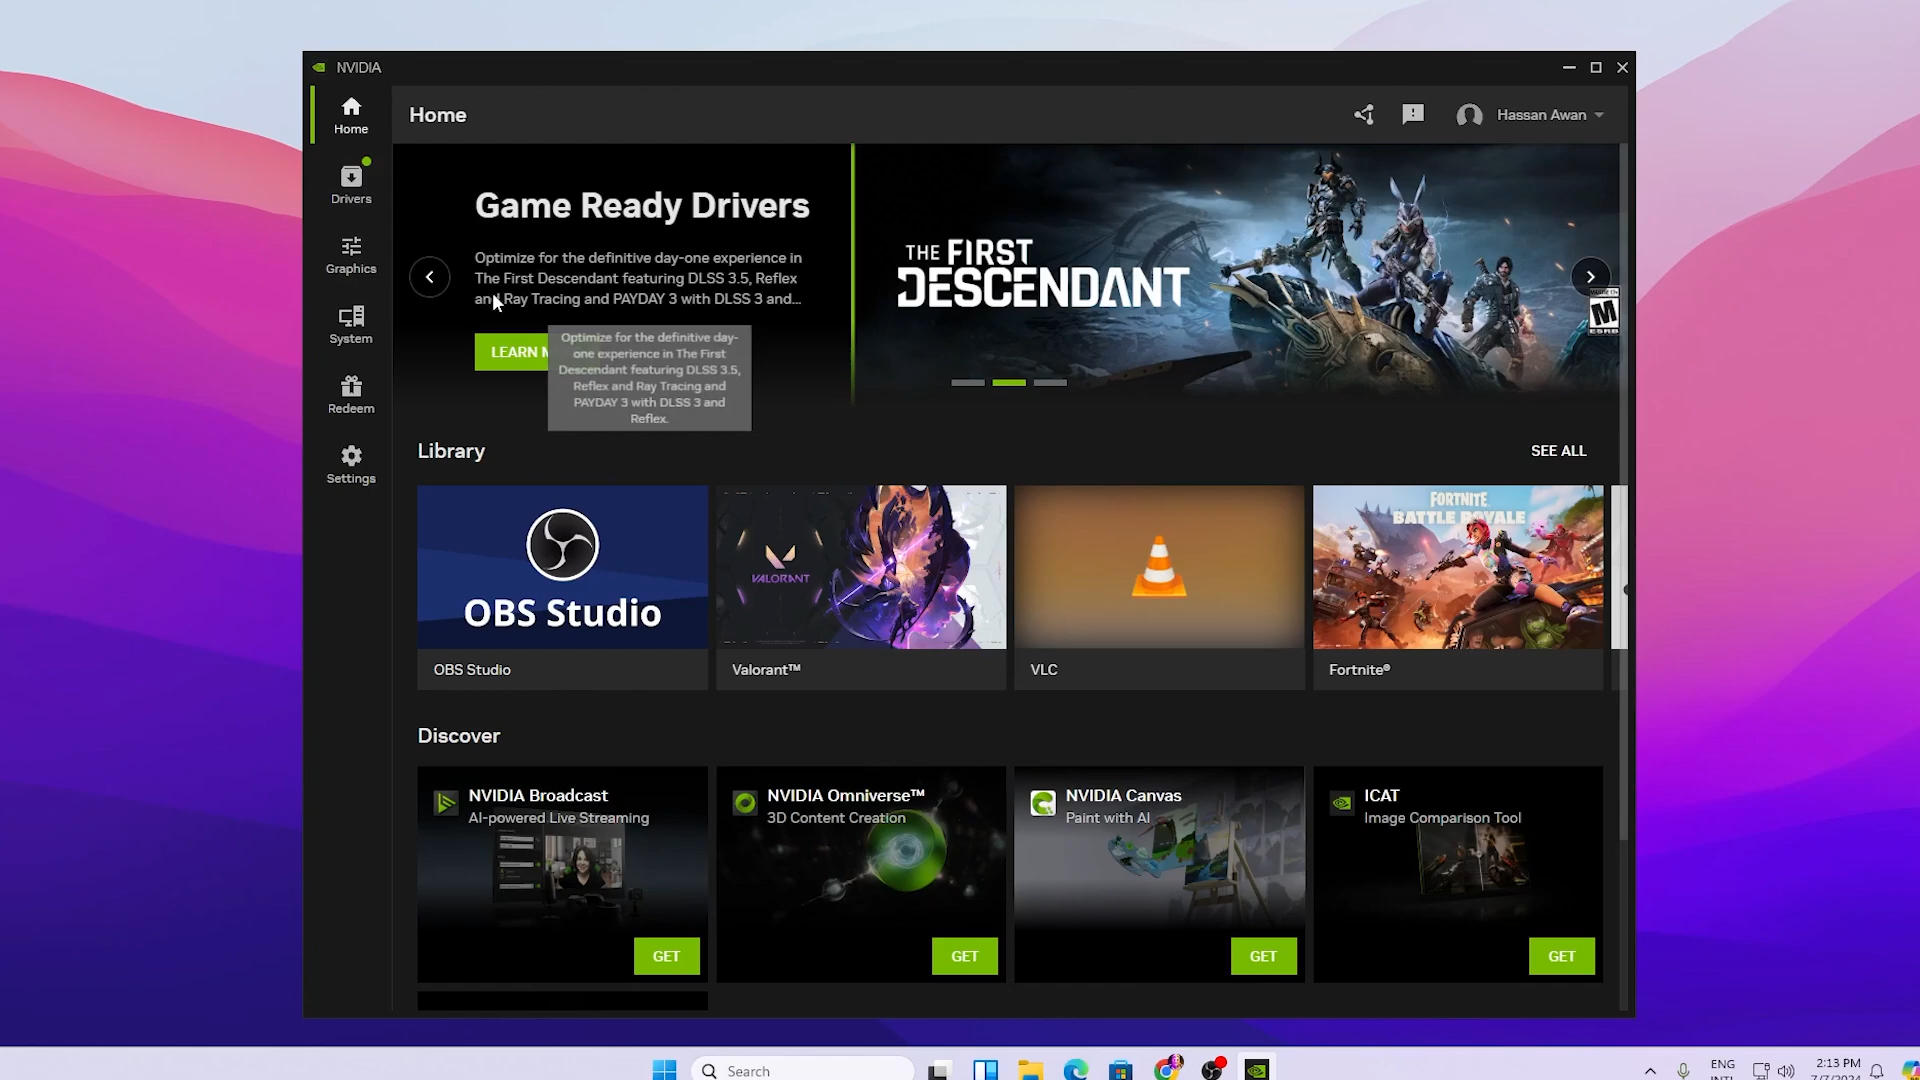 NVIDIA
Home
Home
Hassan Awan
Drivers
Graphics
System
Redeem
Settings
Game Ready Drivers
Optimize for the definitive day-one experience in
The First Descendant featuring DLSS 3.5, Reflex
and Ray Tracing and PAYDAY 3 with DLSS 3 and...
LEARN M
Optimize for the definitive day-
one experience in The First
Descendant featuring DLSS 3.5,
Reflex and Ray Tracing and
PAYDAY 3 with DLSS 3 and
Reflex.
THE FIRST
DESCENDANT
M
ESRB
Library
SEE ALL
OBS Studio
VALORANT
FORTNITE
BATTLE ROYALE
OBS Studio
Valorant™
VLC
Fortnite®
Discover
NVIDIA Broadcast
AI-powered Live Streaming
GET
NVIDIA Omniverse™
3D Content Creation
GET
NVIDIA Canvas
Paint with AI
GET
ICAT
Image Comparison Tool
GET
Search
ENG
INTL
2:13 PM
7/7/2024